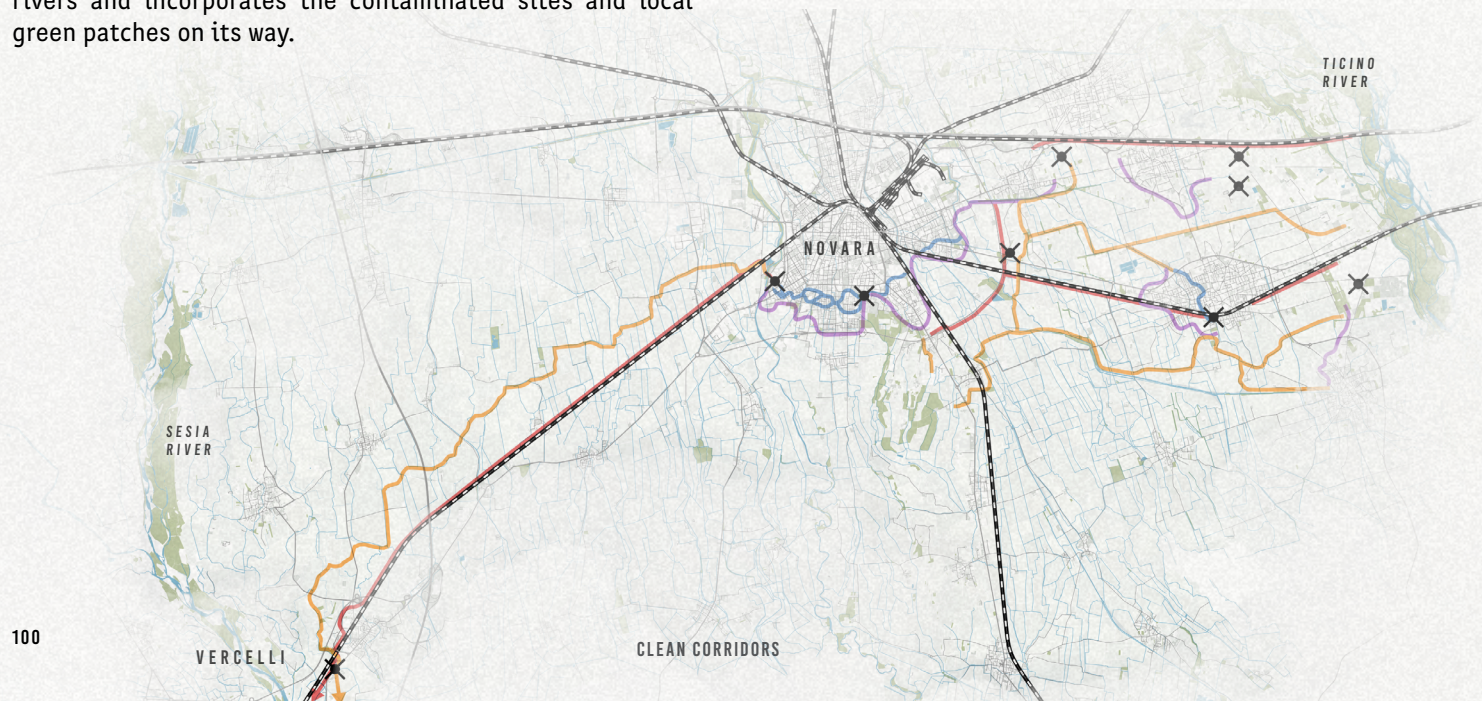 rivers and incorporates the contaminated sites and local
green patches on its way.
TICINO
RIVER
NOVARA
SESIA
RIVER
100
VERCELLI
CLEAN CORRIDORS